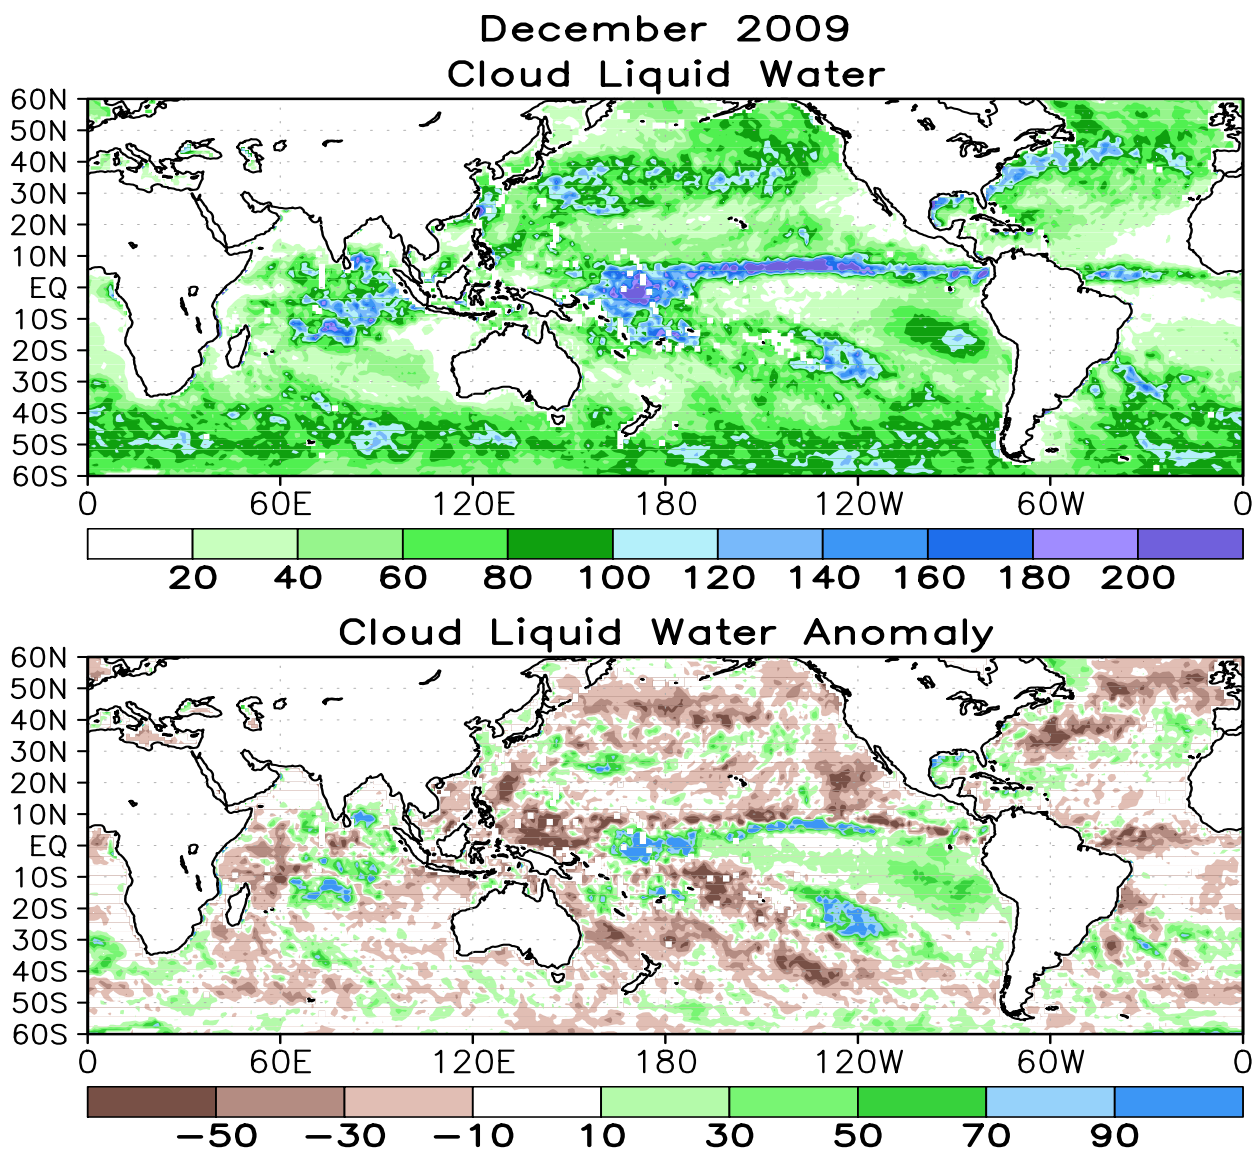 December 2009
Cloud Liquid Water
60N
50N
40N
30N
20N
10N
EQ
10S
20S
30S
40S
50S
60S
0 60E 120E 180 120W 60W 0
20 40 60 80 100 120 140 160 180 200
Cloud Liquid Water Anomaly
60N
50N
40N
30N
20N
10N
EQ
10S
20S
30S
40S
50S
60S
0 60E 120E 180 120W 60W 0
−50 −30 −10 10 30 50 70 90